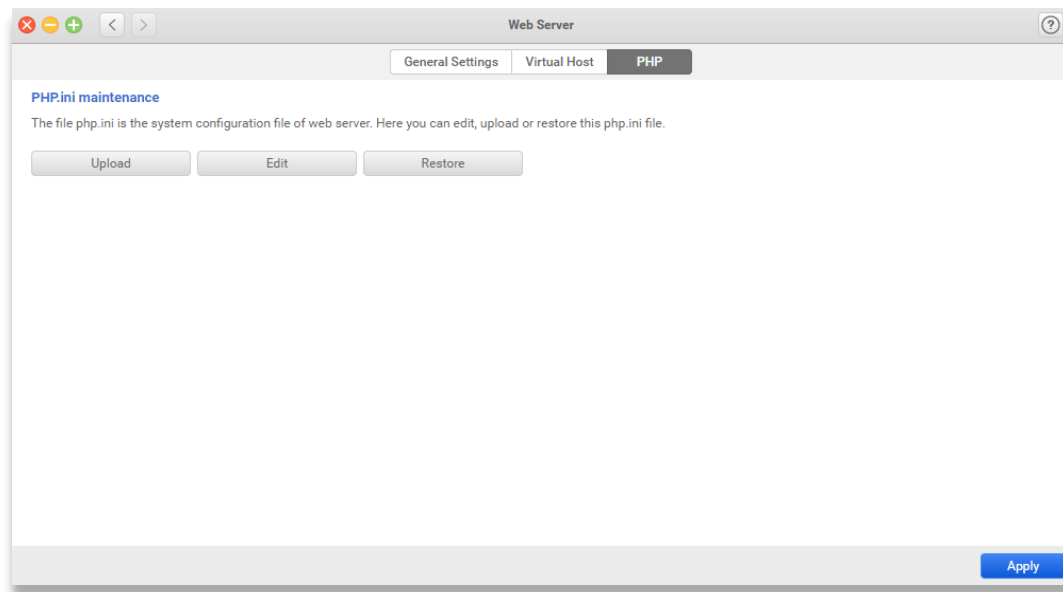 Web Server
?
General Settings Virtual Host PHP
PHP.ini maintenance
The file php.ini is the system configuration file of web server. Here you can edit, upload or restore this php.ini file.
Upload Edit Restore
Apply